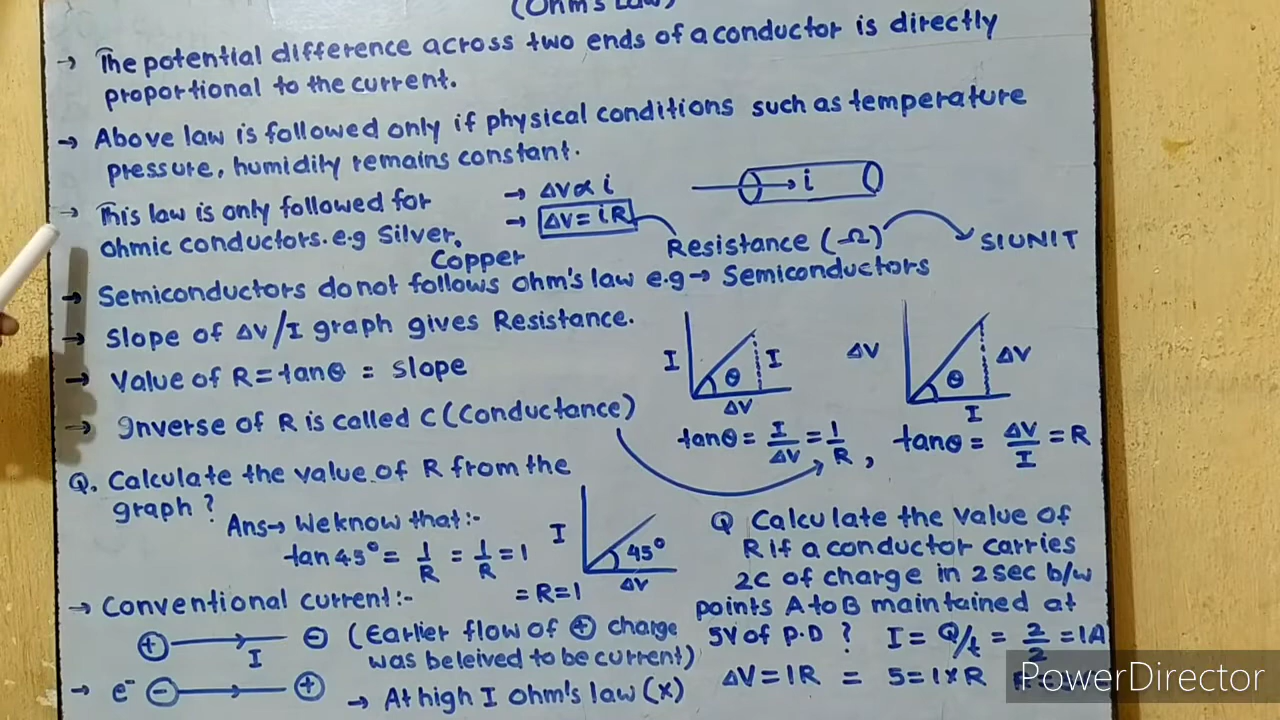 (Ohm's Law)
→ The potential difference across two ends of a conductor is directly
proportional to the current.
→ Above law is followed only if physical conditions such as temperature
pressure, humidity remains constant.
→ This law is only followed for
ohmic conductors. e.g Silver,
Copper
→ ΔV ∝ i
→ ΔV = iR
i
Resistance (Ω)
SIUNIT
→ Semiconductors do not follows ohm's law e.g → Semiconductors
→ Slope of ΔV/I graph gives Resistance.
→ Value of R = tanθ = slope
→ Inverse of R is called C (Conductance)
I θ I
ΔV
tanθ = I/ΔV = 1/R ,
ΔV θ ΔV
I
tanθ = ΔV/I = R
Q. Calculate the value of R from the
graph ?
Ans → We know that :-
tan 45° = 1/R = 1/R = 1
= R = 1
I 45°
ΔV
→ Conventional current :-
+ → I -
(Earlier flow of + charge
was beleived to be current)
→ e⁻ - → +
→ At high I ohm's law (x)
Q Calculate the value of
R if a conductor carries
2C of charge in 2 sec b/w
points A to B maintained at
5V of P.D ? I = Q/t = 2/2 = 1A
ΔV = IR = 5 = 1 × R
PowerDirector